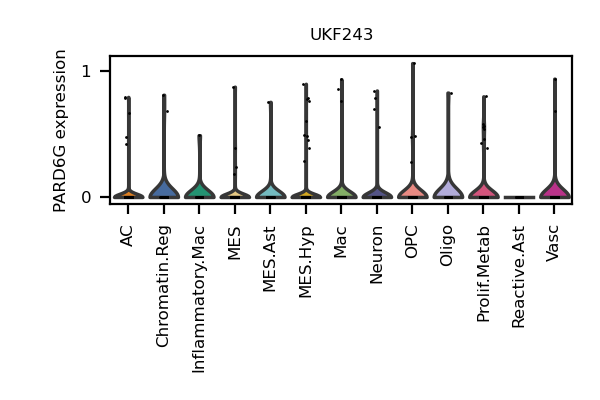 UKF243
PARD6G expression
1
0
AC
Chromatin.Reg
Inflammatory.Mac
MES
MES.Ast
MES.Hyp
Mac
Neuron
OPC
Oligo
Prolif.Metab
Reactive.Ast
Vasc